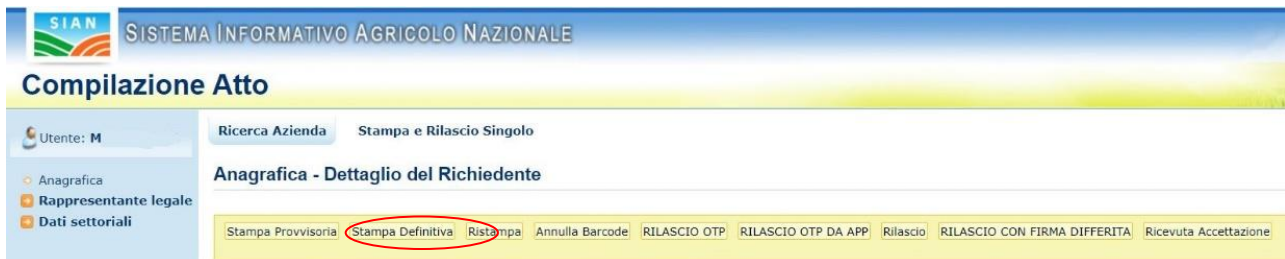 SIAN
SISTEMA INFORMATIVO AGRICOLO NAZIONALE
Compilazione Atto
Utente: M
Ricerca Azienda Stampa e Rilascio Singolo
Anagrafica - Dettaglio del Richiedente
Anagrafica
Rappresentante legale
Dati settoriali
Stampa Provvisoria Stampa Definitiva Ristampa Annulla Barcode RILASCIO OTP RILASCIO OTP DA APP Rilascio RILASCIO CON FIRMA DIFFERITA Ricevuta Accettazione